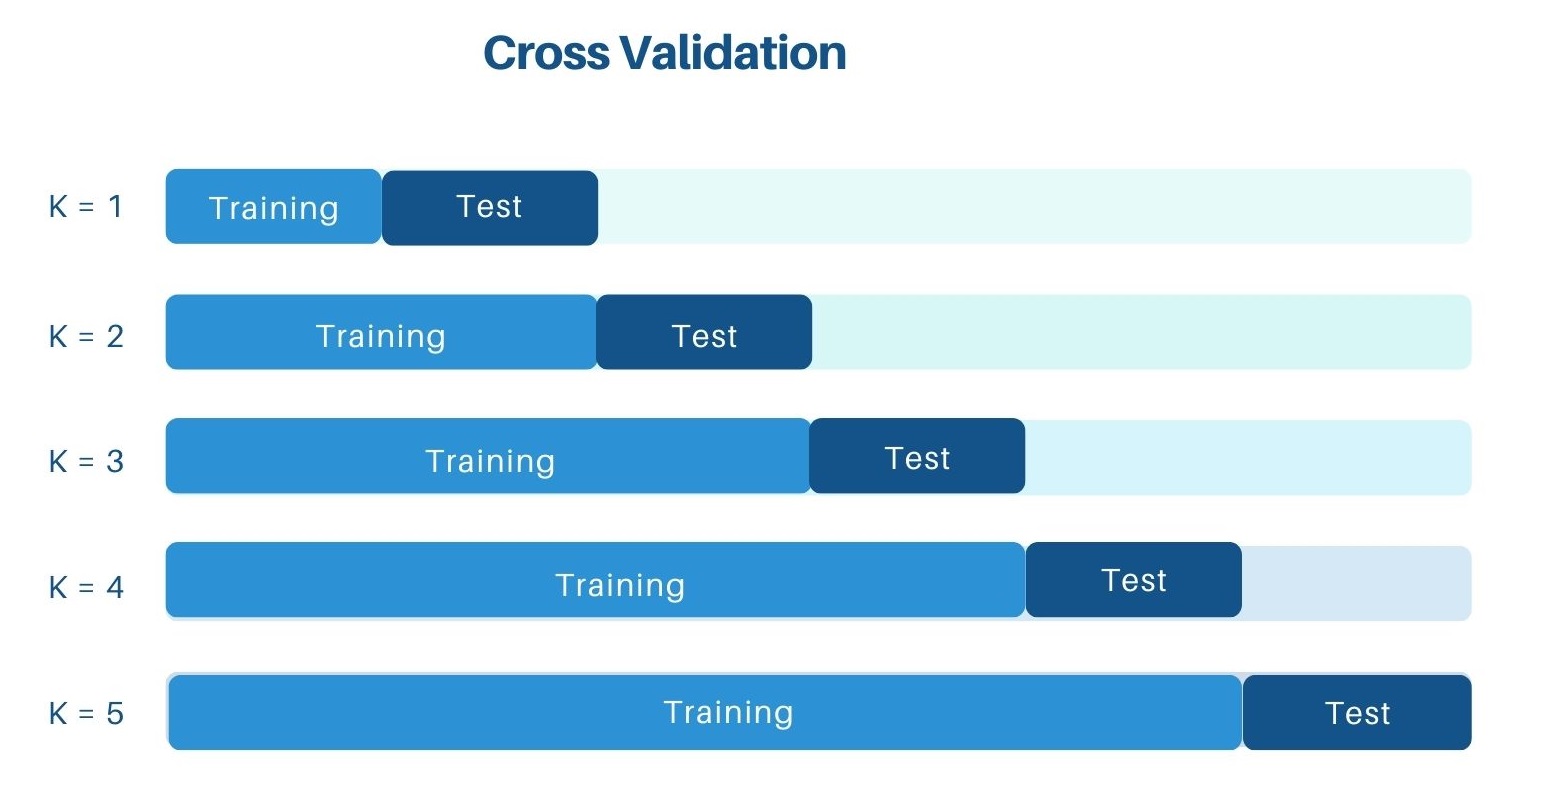 Cross Validation
K = 1 Training Test
K = 2 Training Test
K = 3 Training Test
K = 4 Training Test
K = 5 Training Test